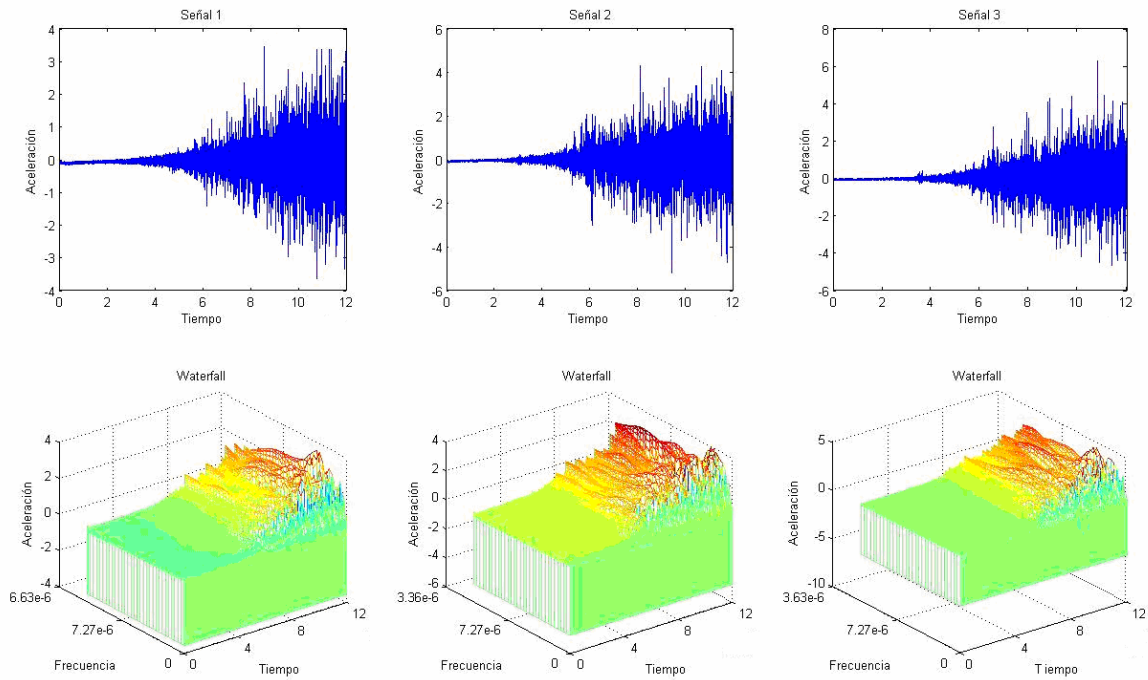 Señal 1
4
3
2
1
0
-1
-2
-3
-4
Aceleración
0 2 4 6 8 10 12
Tiempo
Señal 2
6
4
2
0
-2
-4
-6
Aceleración
0 2 4 6 8 10 12
Tiempo
Señal 3
8
6
4
2
0
-2
-4
-6
Aceleración
0 2 4 6 8 10 12
Tiempo
Waterfall
4
2
0
-2
-4
Aceleración
6.63e-6
7.27e-6
0
Frecuencia
0
4
8
12
Tiempo
Waterfall
4
2
0
-2
-4
-6
Aceleración
3.36e-6
7.27e-6
0
Frecuencia
0
4
8
12
Tiempo
Waterfall
5
0
-5
-10
Aceleración
3.63e-6
7.27e-6
0
Frecuencia
0
4
8
12
T iempo